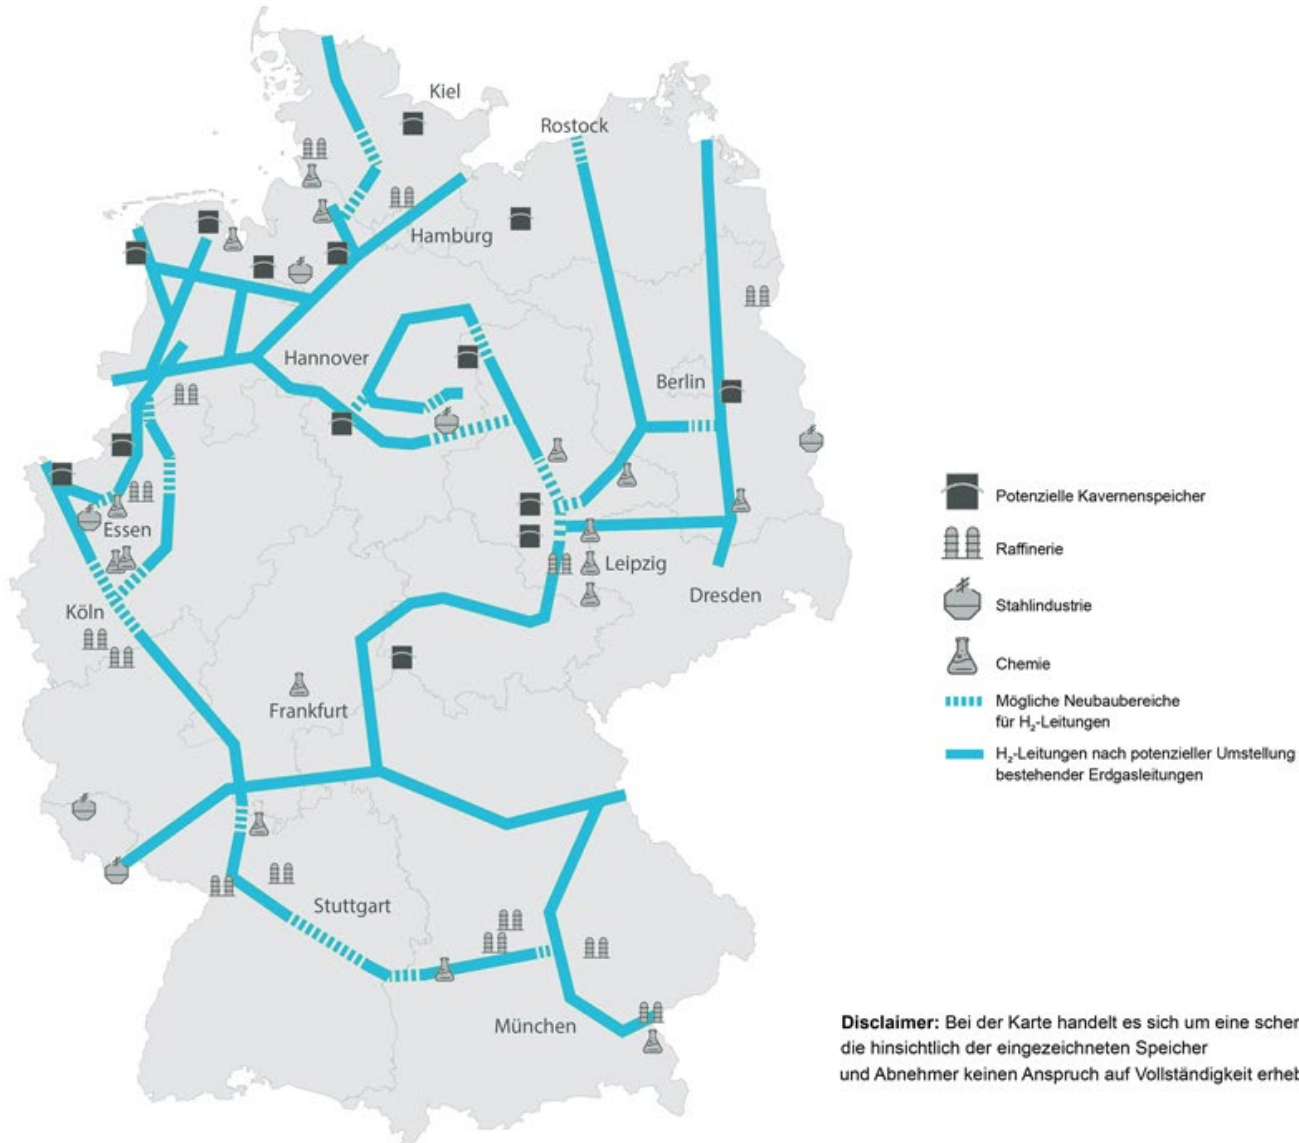 Kiel
Rostock
Hamburg
Hannover
Berlin
Essen
Leipzig
Dresden
Köln
Frankfurt
Stuttgart
München
Potenzielle Kavernenspeicher
Raffinerie
Stahlindustrie
Chemie
Mögliche Neubaubereiche
für H₂-Leitungen
H₂-Leitungen nach potenzieller Umstellung
bestehender Erdgasleitungen
Disclaimer: Bei der Karte handelt es sich um eine
die hinsichtlich der eingezeichneten Speicher
und Abnehmer keinen Anspruch auf Vollständigkeit